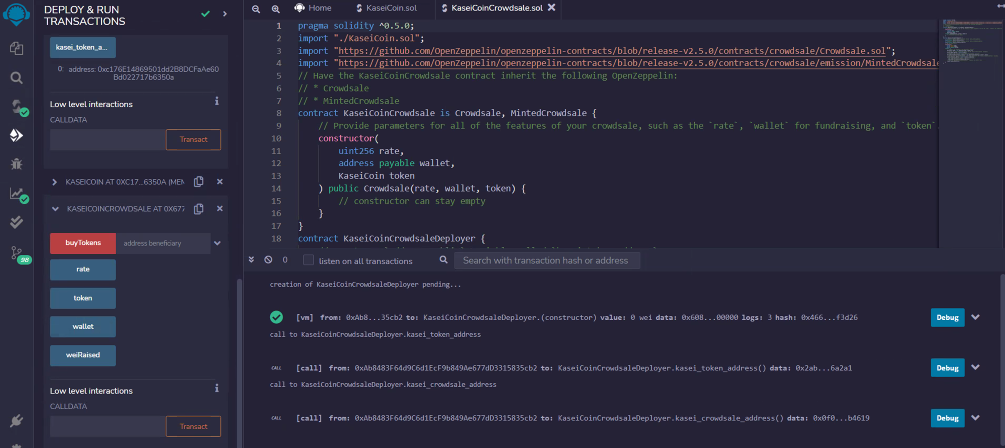 DEPLOY & RUN
TRANSACTIONS
kasei_token_a...
0: address: 0xc176E14869501dd2B8DCFaAe60
Bd022717b6350a
Low level interactions
i
CALLDATA
Transact
KASEICOIN AT 0XC17_6350A (MEM
KASEICOINCROWDSALE AT 0X677
buyTokens
address beneficiary
rate
token
wallet
weiRaised
Low level interactions
i
CALLDATA
Transact
Home
KaseiCoin.sol
KaseiCoinCrowdsale.sol
1 pragma solidity ^0.5.0;
2 import "./KaseiCoin.sol";
3 import "https://github.com/OpenZeppelin/openzeppelin-contracts/blob/release-v2.5.0/contracts/crowdsale/Crowdsale.sol";
4 import "https://github.com/OpenZeppelin/openzeppelin-contracts/blob/release-v2.5.0/contracts/crowdsale/emission/MintedCrowdsale
5 // Have the KaseiCoinCrowdsale contract inherit the following OpenZeppelin:
6 // * Crowdsale
7 // * MintedCrowdsale
8 contract KaseiCoinCrowdsale is Crowdsale, MintedCrowdsale {
9 // Provide parameters for all of the features of your crowdsale, such as the `rate`, `wallet` for fundraising, and `token`
10 constructor(
11 uint256 rate,
12 address payable wallet,
13 KaseiCoin token
14 ) public Crowdsale(rate, wallet, token) {
15 // constructor can stay empty
16 }
17 }
18 contract KaseiCoinCrowdsaleDeployer {
0
listen on all transactions
Search with transaction hash or address
creation of KaseiCoinCrowdsaleDeployer pending...
[vm] from: 0xAb8...35cb2 to: KaseiCoinCrowdsaleDeployer.(constructor) value: 0 wei data: 0x608...00000 logs: 3 hash: 0x466...f3d26
Debug
call to KaseiCoinCrowdsaleDeployer.kasei_token_address
CALL [call] from: 0xAb8483F64d9C6d1EcF9b849Ae677dD3315835cb2 to: KaseiCoinCrowdsaleDeployer.kasei_token_address() data: 0x2ab...6a2a1
Debug
call to KaseiCoinCrowdsaleDeployer.kasei_crowdsale_address
CALL [call] from: 0xAb8483F64d9C6d1EcF9b849Ae677dD3315835cb2 to: KaseiCoinCrowdsaleDeployer.kasei_crowdsale_address() data: 0x0f0...b4619
Debug